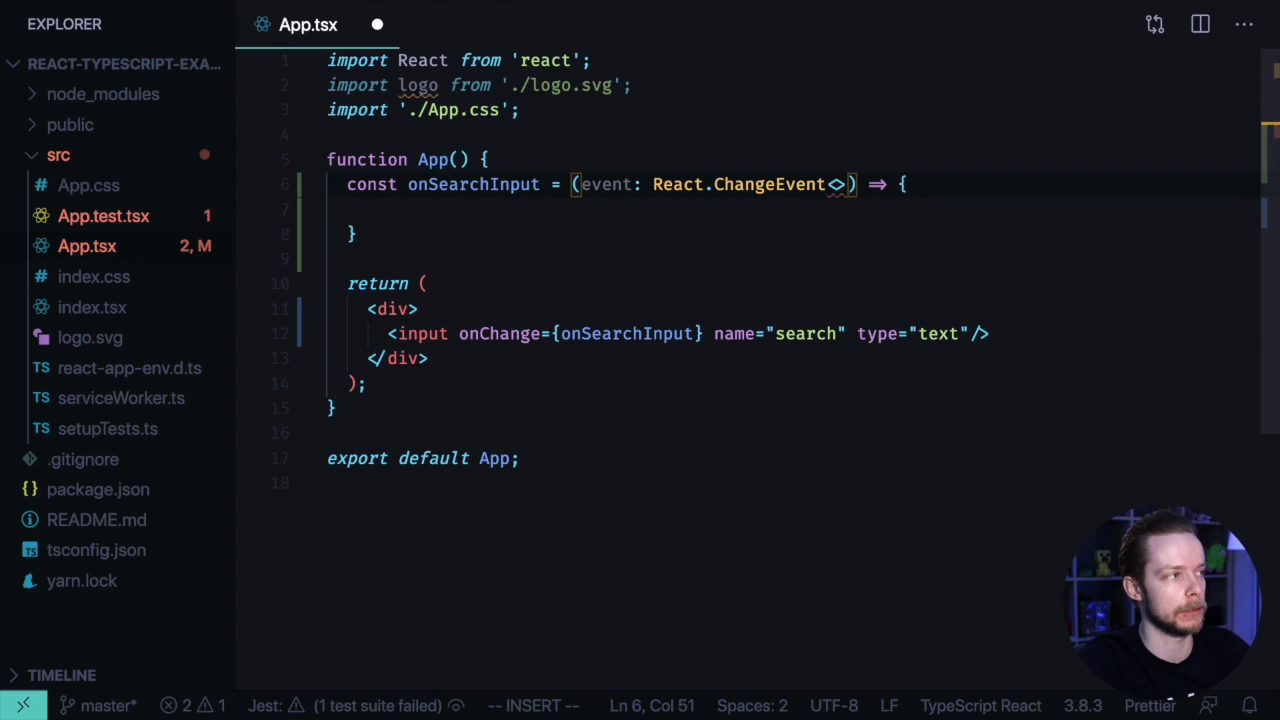 EXPLORER
REACT-TYPESCRIPT-EXA...
node_modules
public
src
App.css
App.test.tsx 1
App.tsx 2, M
index.css
index.tsx
logo.svg
TS react-app-env.d.ts
TS serviceWorker.ts
TS setupTests.ts
.gitignore
package.json
README.md
TS tsconfig.json
yarn.lock
TIMELINE
App.tsx
1 import React from 'react';
2 import logo from './logo.svg';
3 import './App.css';
4
5 function App() {
6 const onSearchInput = (event: React.ChangeEvent<>) => {
7
8 }
9
10 return (
11 <div>
12 <input onChange={onSearchInput} name="search" type="text"/>
13 </div>
14 );
15 }
16
17 export default App;
18
master* 2 1 Jest: (1 test suite failed) -- INSERT -- Ln 6, Col 51 Spaces: 2 UTF-8 LF TypeScript React 3.8.3 Prettier